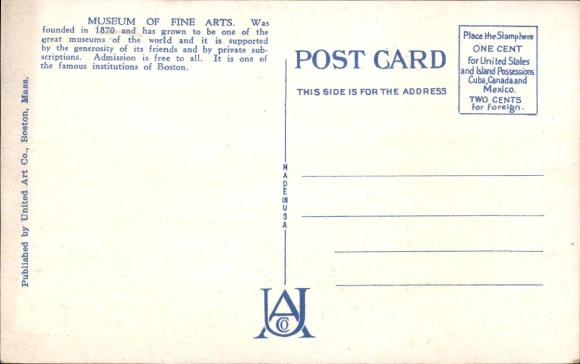 MUSEUM OF FINE ARTS. Was
founded in 1870 and has grown to be one of the
great museums of the world and it is supported
by the generosity of its friends and by private sub-
scriptions. Admission is free to all. It is one of
the famous institutions of Boston.
Published by United Art Co., Boston, Mass.
POST CARD
THIS SIDE IS FOR THE ADDRESS
Place the Stamp here
ONE CENT
for United States
and Island Possessions
Cuba, Canada and
Mexico.
TWO CENTS
for foreign.
MADE IN USA
UACO